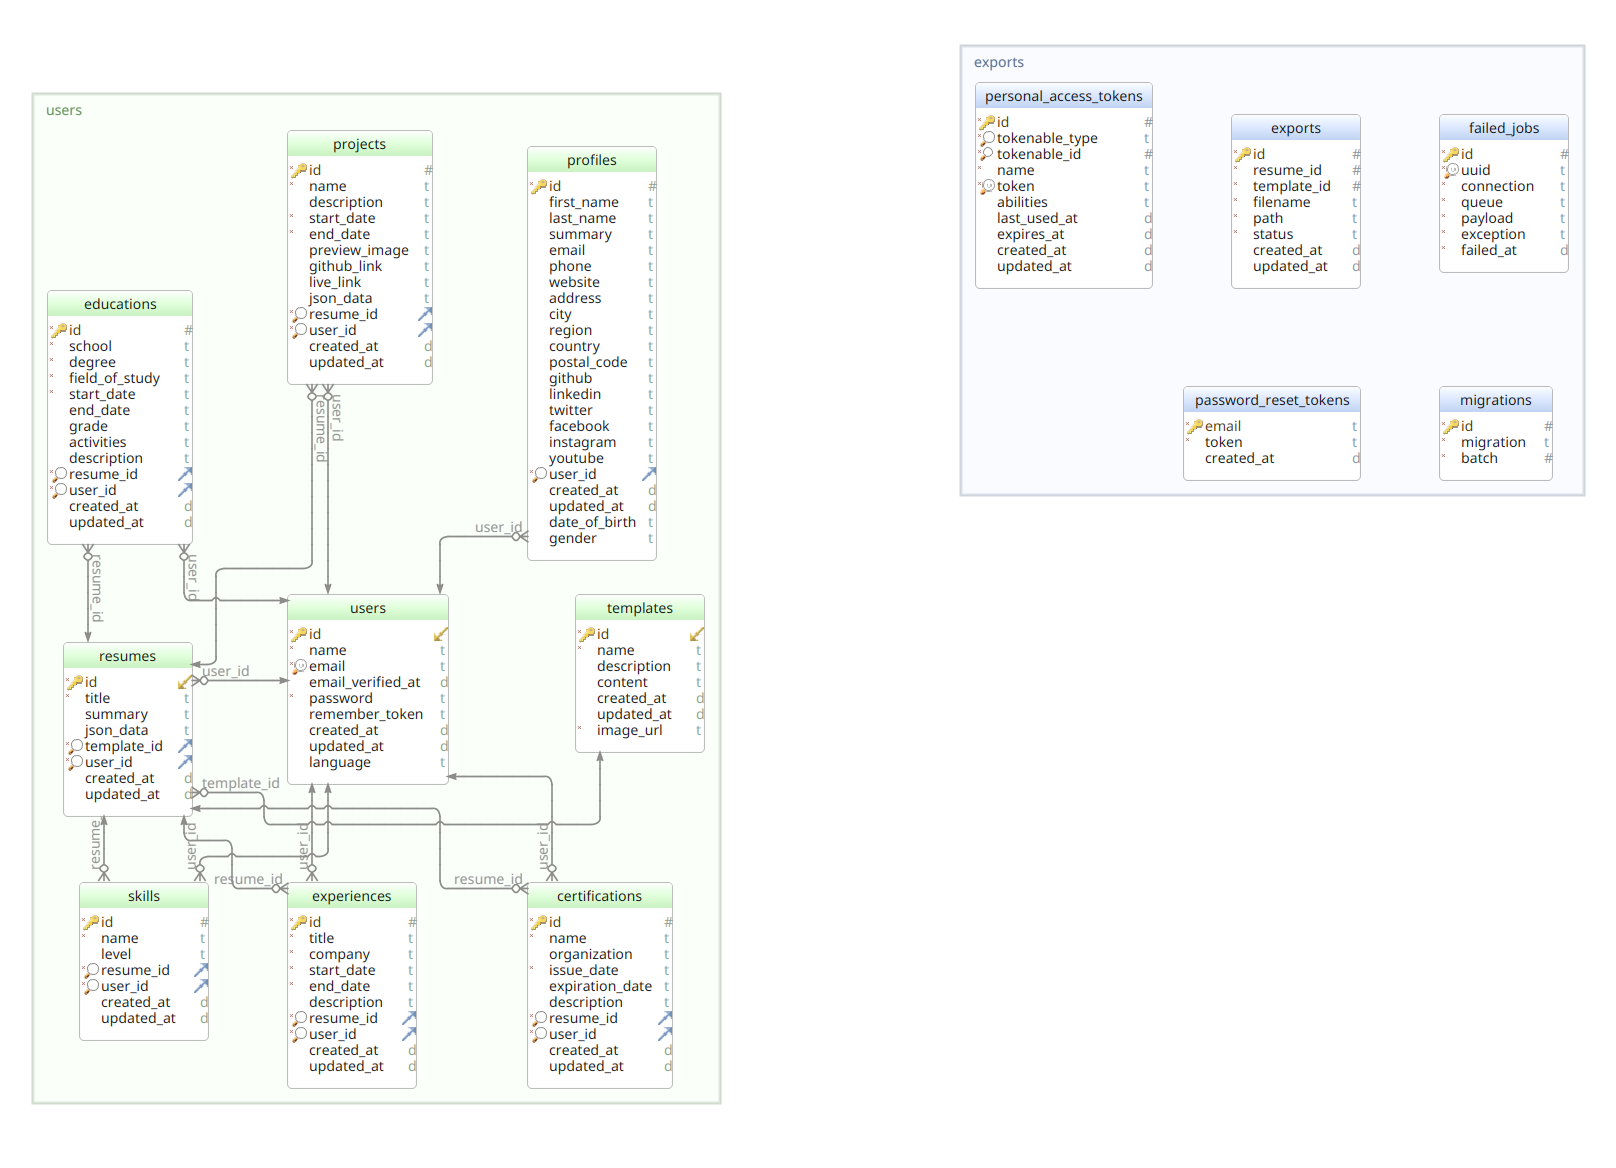 users
projects
id #
name t
description t
start_date t
end_date t
preview_image t
github_link t
live_link t
json_data t
resume_id
user_id
created_at d
updated_at d
profiles
id #
first_name t
last_name t
summary t
email t
phone t
website t
address t
city t
region t
country t
postal_code t
github t
linkedin t
twitter t
facebook t
instagram t
youtube t
user_id
created_at d
updated_at d
date_of_birth t
gender t
educations
id #
school t
degree t
field_of_study t
start_date t
end_date t
grade t
activities t
description t
resume_id
user_id
created_at d
updated_at d
resume_id
user_id
user_id
resume_id
user_id
users
id
name t
email t
email_verified_at d
password t
remember_token t
created_at d
updated_at d
language t
templates
id
name t
description t
content t
created_at d
updated_at d
image_url t
resumes
id
title t
summary t
json_data t
template_id
user_id
created_at d
updated_at d
user_id
template_id
resume
user_id
user_id
user_id
resume_id
resume_id
skills
id #
name t
level t
resume_id
user_id
created_at d
updated_at d
experiences
id #
title t
company t
start_date t
end_date t
description t
resume_id
user_id
created_at d
updated_at d
certifications
id #
name t
organization t
issue_date t
expiration_date t
description t
resume_id
user_id
created_at d
updated_at d
exports
personal_access_tokens
id #
tokenable_type t
tokenable_id #
name t
token t
abilities t
last_used_at d
expires_at d
created_at d
updated_at d
exports
id #
resume_id #
template_id #
filename t
path t
status t
created_at d
updated_at d
failed_jobs
id #
uuid t
connection t
queue t
payload t
exception t
failed_at d
password_reset_tokens
email t
token t
created_at d
migrations
id #
migration t
batch #